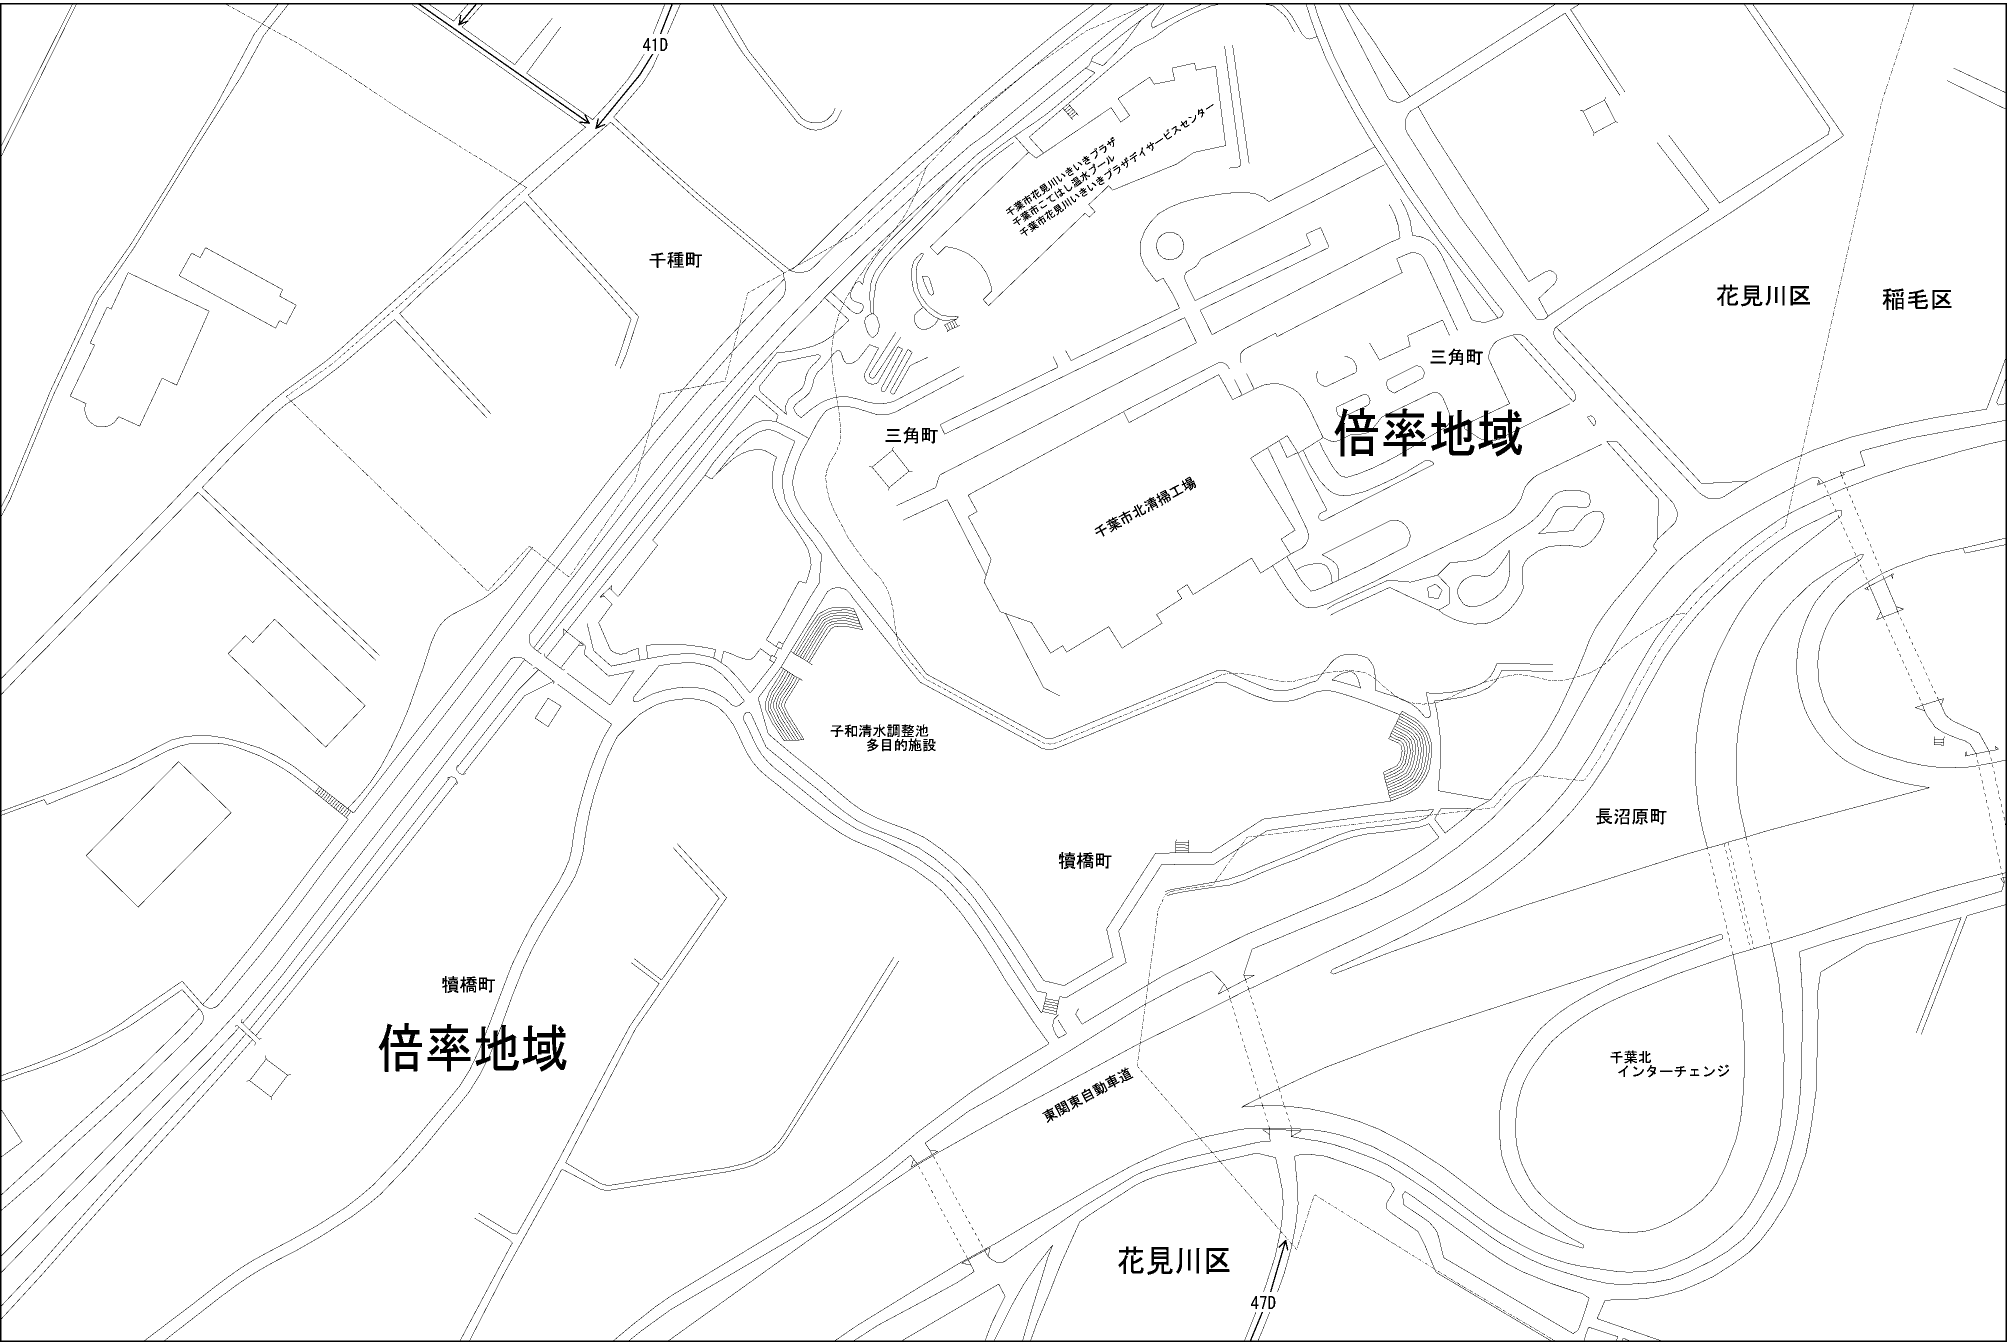 41D
千葉市花見川いきいきプラザ
千葉市こてはし温水プール
千葉市花見川いきいきプラザデイサービスセンター
千種町
花見川区
稲毛区
三角町
倍率地域
三角町
千葉市北清掃工場
子和清水調整池
多目的施設
長沼原町
犢橋町
犢橋町
倍率地域
千葉北
インターチェンジ
東関東自動車道
花見川区
47D